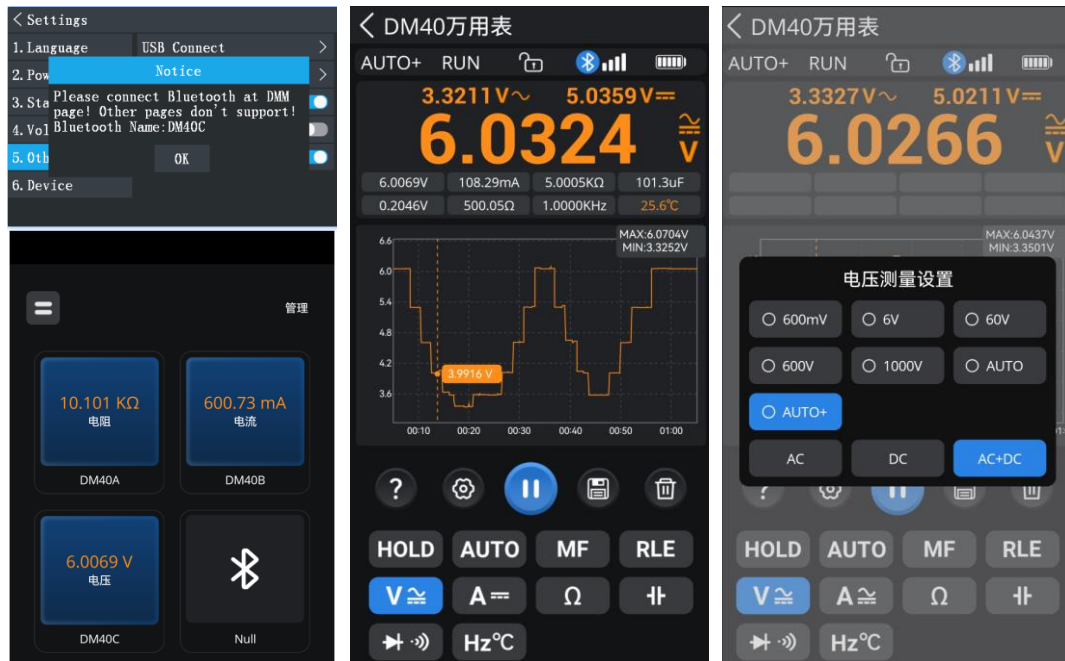 < Settings
1. Language USB Connect >
2. Pow
Notice
3. Sta
Please connect Bluetooth at DMM
page! Other pages don't support!
4. Vol
Bluetooth Name:DM40C
5. Oth
OK
6. Device
管理
10.101 KΩ
电阻
DM40A
600.73 mA
电流
DM40B
6.0069 V
电压
DM40C
Null
< DM40万用表
AUTO+ RUN
3.3211V~ 5.0359V⎓
6.0324 V
6.0069V 108.29mA 5.0005KΩ 101.3uF
0.2046V 500.05Ω 1.0000KHz 25.6℃
MAX:6.0704V
MIN:3.3252V
6.6
6.0
5.4
4.8
4.2
3.6
3.9916 V
00:10 00:20 00:30 00:40 00:50 01:00
?
HOLD AUTO MF RLE
V≃ A⎓ Ω
Hz℃
< DM40万用表
AUTO+ RUN
3.3327V~ 5.0211V⎓
6.0266 V
MAX:6.0437V
MIN:3.3501V
电压测量设置
600mV 6V 60V
600V 1000V AUTO
AUTO+
AC DC AC+DC
HOLD AUTO MF RLE
V≃ A≃ Ω
Hz℃